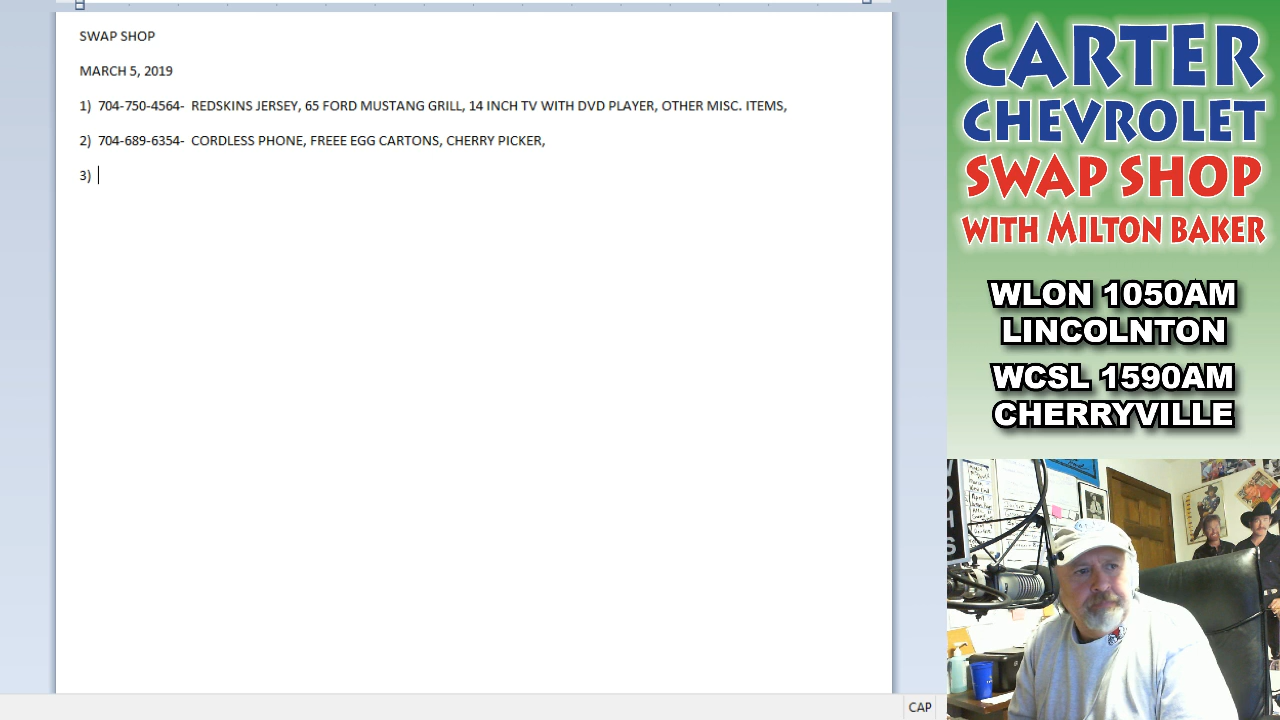 SWAP SHOP
MARCH 5, 2019
1) 704-750-4564- REDSKINS JERSEY, 65 FORD MUSTANG GRILL, 14 INCH TV WITH DVD PLAYER, OTHER MISC. ITEMS,
2) 704-689-6354- CORDLESS PHONE, FREEE EGG CARTONS, CHERRY PICKER,
3)
CAP
CARTER
CHEVROLET
SWAP SHOP
WITH MILTON BAKER
WLON 1050AM
LINCOLNTON
WCSL 1590AM
CHERRYVILLE